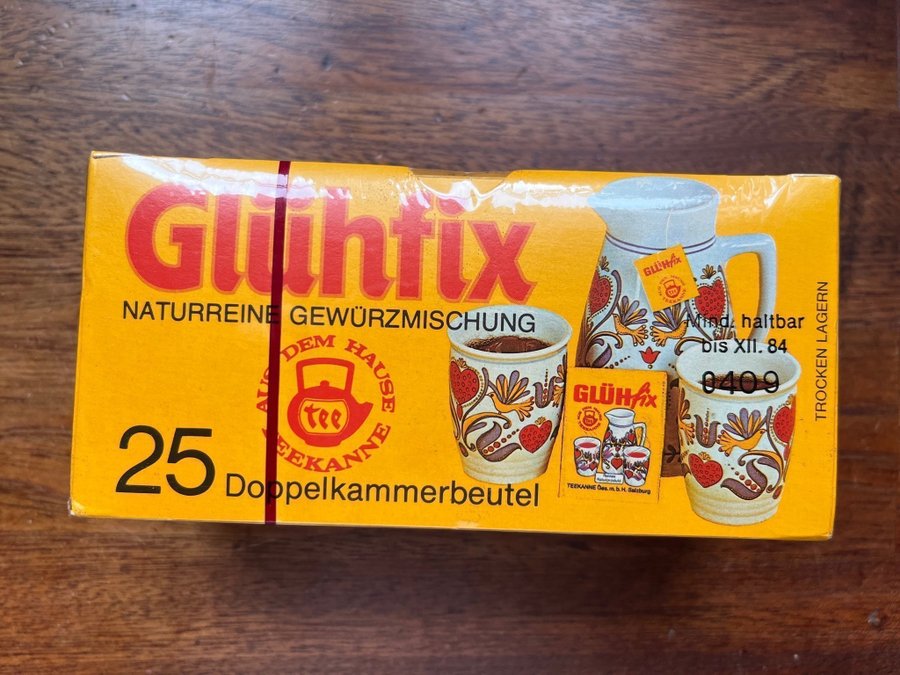 Glühfix
NATURREINE GEWÜRZMISCHUNG
AUS DEM HAUSE
tee
TEEKANNE
25 Doppelkammerbeutel
GLÜHfix
Mind. haltbar
bis XII. 84
0409
GLÜHfix
TEEKANNE Ges. m. b. H. Salzburg
TROCKEN LAGERN